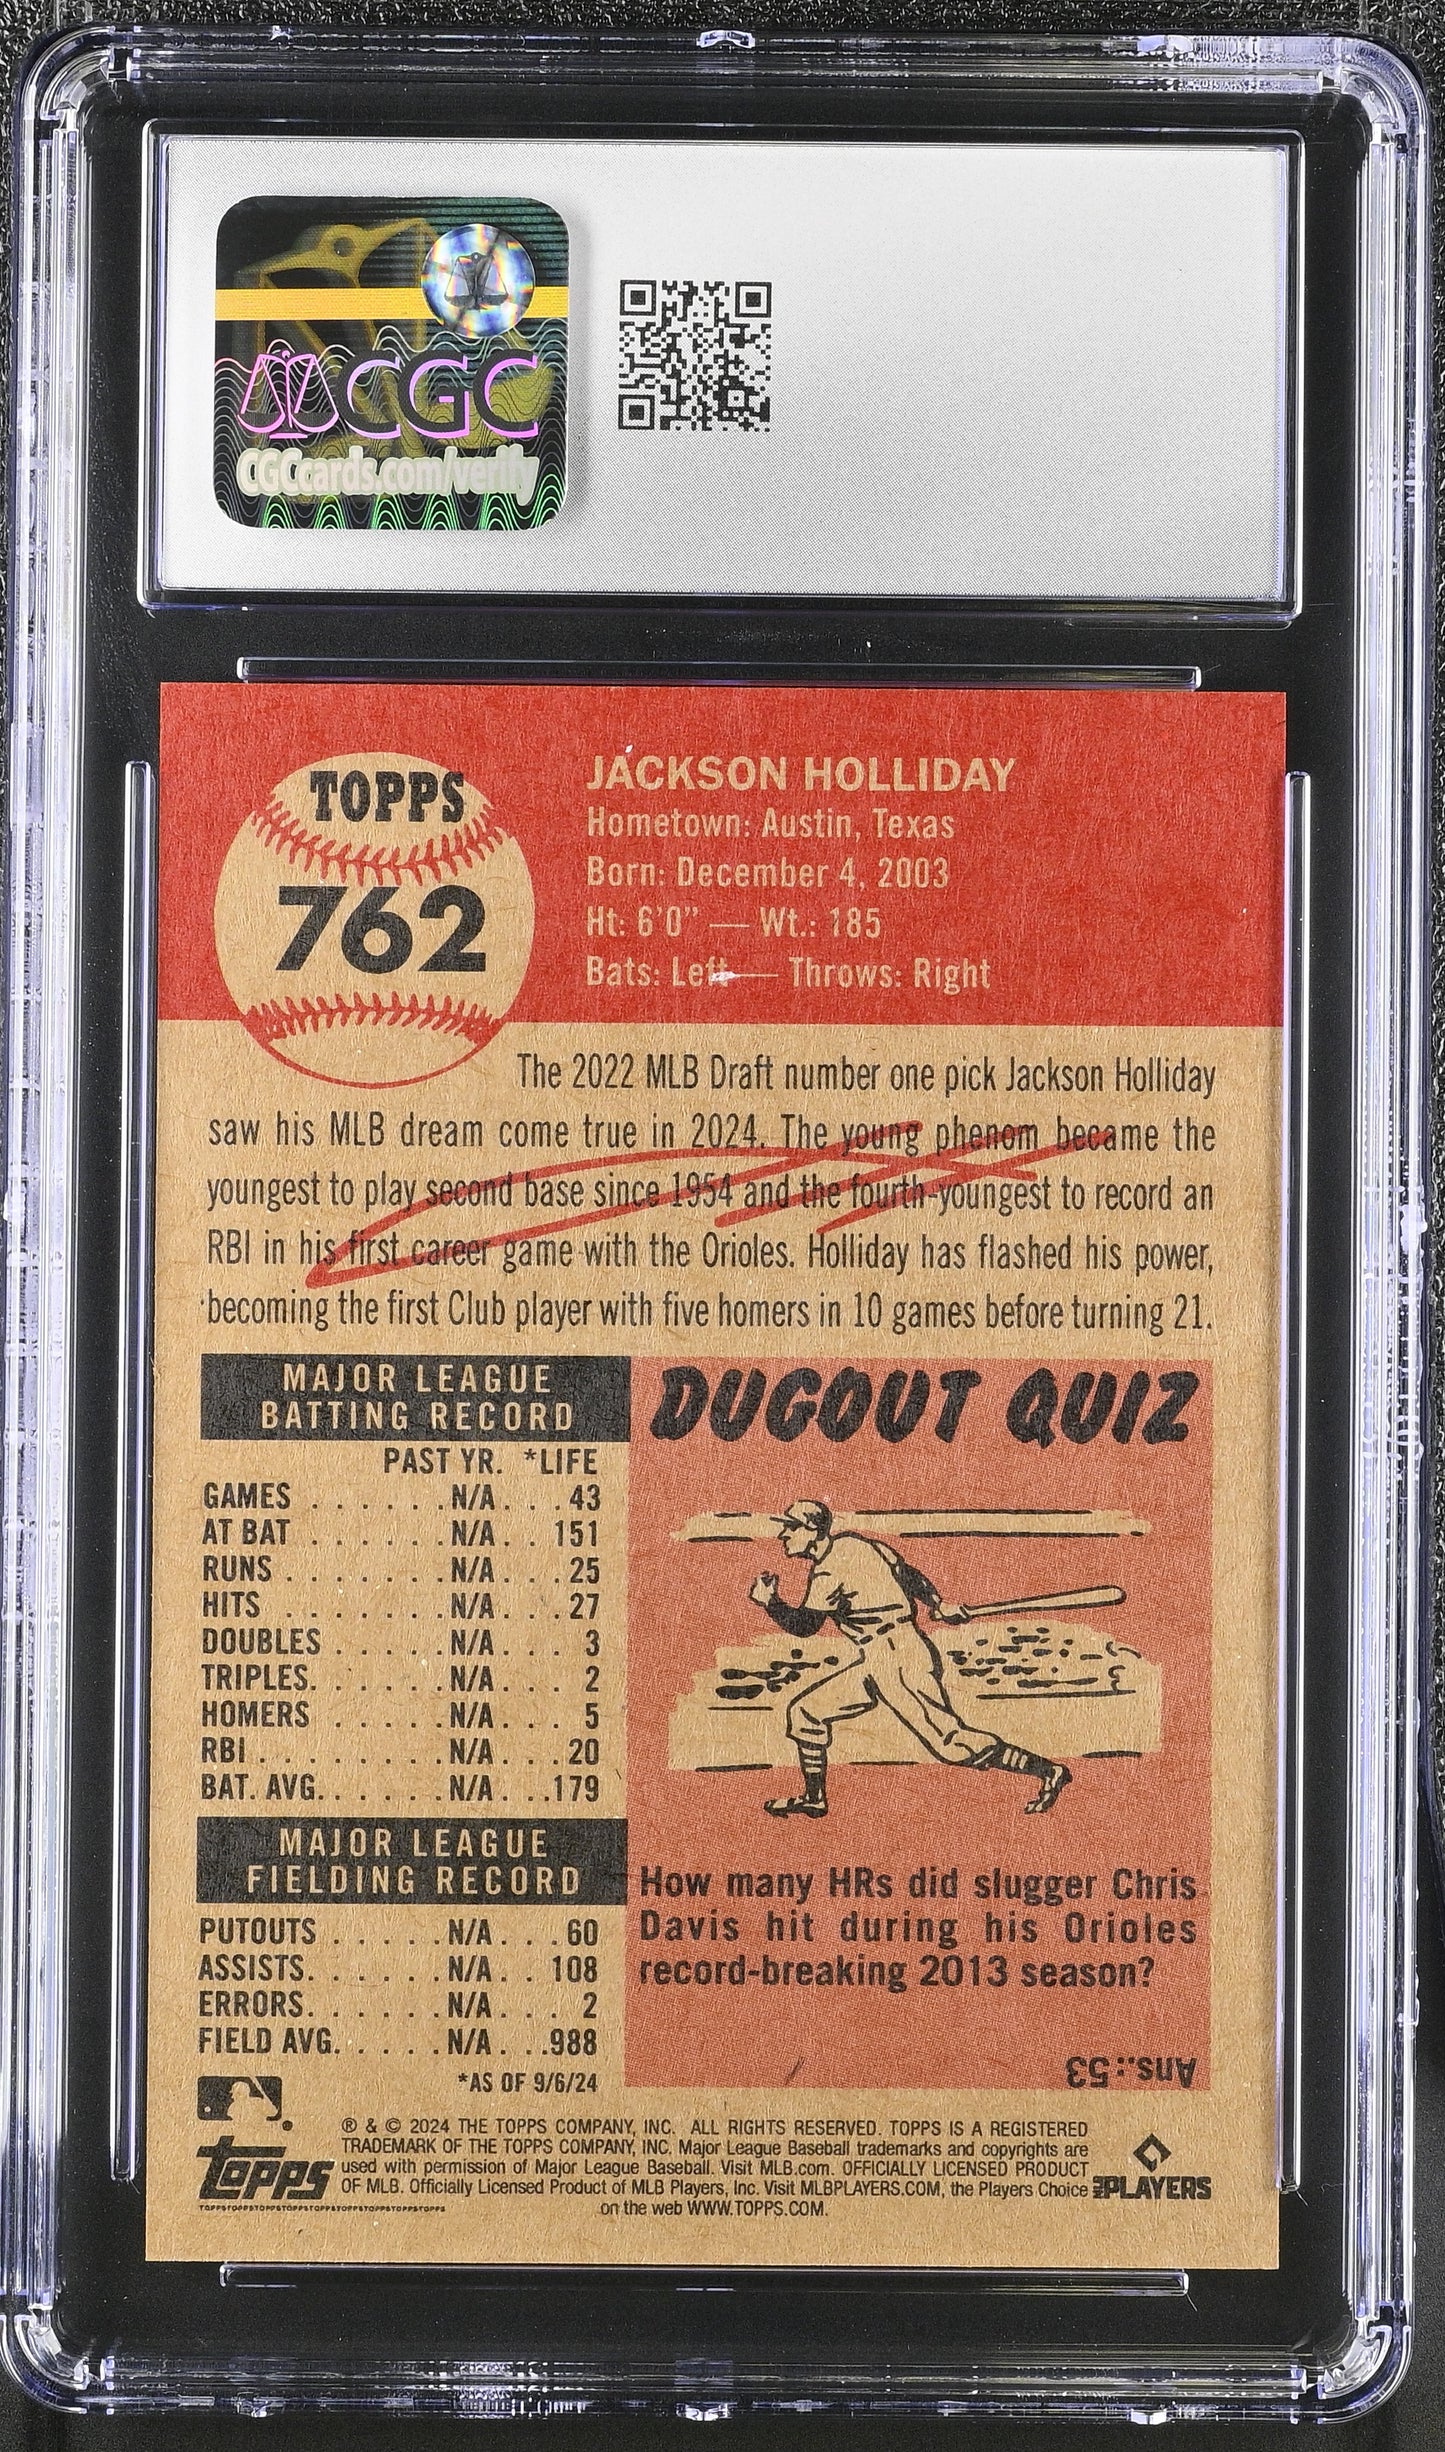 CGC
CGCcards.com/verify
TOPPS
762
JACKSON HOLLIDAY
Hometown: Austin, Texas
Born: December 4, 2003
Ht: 6'0" — Wt.: 185
Bats: Left — Throws: Right
The 2022 MLB Draft number one pick Jackson Holliday
saw his MLB dream come true in 2024. The young phenom became the
youngest to play second base since 1954 and the fourth-youngest to record an
RBI in his first career game with the Orioles. Holliday has flashed his power,
becoming the first Club player with five homers in 10 games before turning 21.
MAJOR LEAGUE
BATTING RECORD
PAST YR. *LIFE
GAMES . . . . . . N/A . . . 43
AT BAT . . . . . . N/A . . 151
RUNS . . . . . . . N/A . . . 25
HITS . . . . . . . N/A . . . 27
DOUBLES . . . . . N/A . . . 3
TRIPLES. . . . . . N/A . . . 2
HOMERS . . . . . N/A . . . 5
RBI . . . . . . . . N/A . . . 20
BAT. AVG. . . . . . N/A . . .179
MAJOR LEAGUE
FIELDING RECORD
PUTOUTS . . . . . N/A . . . 60
ASSISTS. . . . . . N/A . . 108
ERRORS. . . . . . N/A . . . 2
FIELD AVG. . . . . N/A . . .988
*AS OF 9/6/24
DUGOUT QUIZ
How many HRs did slugger Chris
Davis hit during his Orioles
record-breaking 2013 season?
Ans.: :53
® & © 2024 THE TOPPS COMPANY, INC. ALL RIGHTS RESERVED. TOPPS IS A REGISTERED
TRADEMARK OF THE TOPPS COMPANY, INC. Major League Baseball trademarks and copyrights are
used with permission of Major League Baseball. Visit MLB.com. OFFICIALLY LICENSED PRODUCT
OF MLB. Officially Licensed Product of MLB Players, Inc. Visit MLBPLAYERS.COM, the Players Choice
on the web WWW.TOPPS.COM.
topps
TOPPSTOPPSTOPPSTOPPSTOPPSTOPPSTOPPSTOPPSTOPPS
MLB PLAYERS